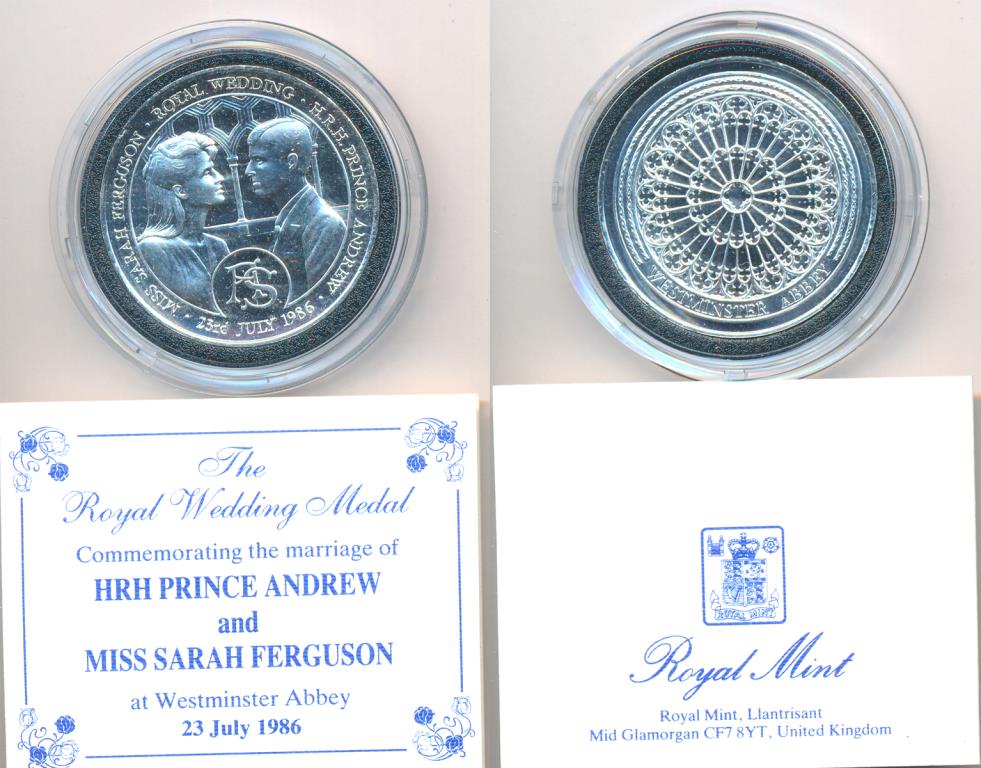 MISS SARAH FERGUSON · ROYAL WEDDING · H.R.H. PRINCE ANDREW ·
23rd JULY 1986 ·
WESTMINSTER ABBEY
The
Royal Wedding Medal
Commemorating the marriage of
HRH PRINCE ANDREW
and
MISS SARAH FERGUSON
at Westminster Abbey
23 July 1986
ROYAL MINT
Royal Mint
Royal Mint, Llantrisant
Mid Glamorgan CF7 8YT, United Kingdom